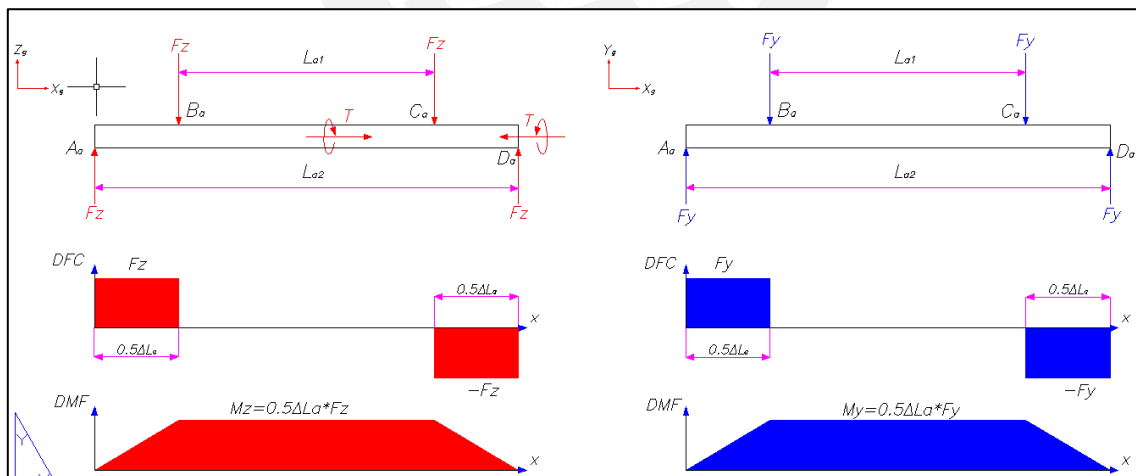 Zg
Xg
Fz
Fz
La1
Ba
Ca
T
T
Aa
Da
La2
Fz
Fz
DFC
Fz
0.5ΔLa
x
0.5ΔLa
-Fz
DMF
Mz=0.5ΔLa*Fz
x
Y
Yg
Xg
Fy
Fy
La1
Ba
Ca
Aa
Da
La2
Fy
Fy
DFC
Fy
0.5ΔLa
x
0.5ΔLa
-Fy
DMF
My=0.5ΔLa*Fy
x